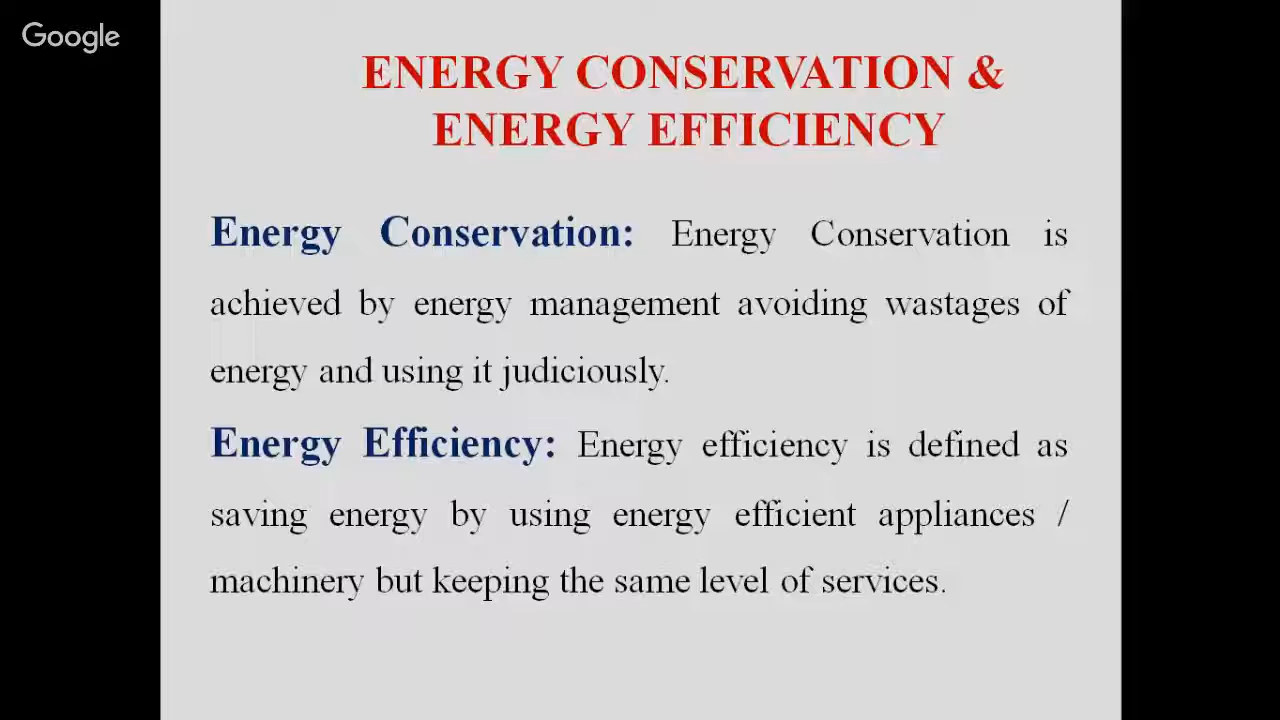 Google
ENERGY CONSERVATION &
ENERGY EFFICIENCY
Energy Conservation: Energy Conservation is
achieved by energy management avoiding wastages of
energy and using it judiciously.
Energy Efficiency: Energy efficiency is defined as
saving energy by using energy efficient appliances /
machinery but keeping the same level of services.